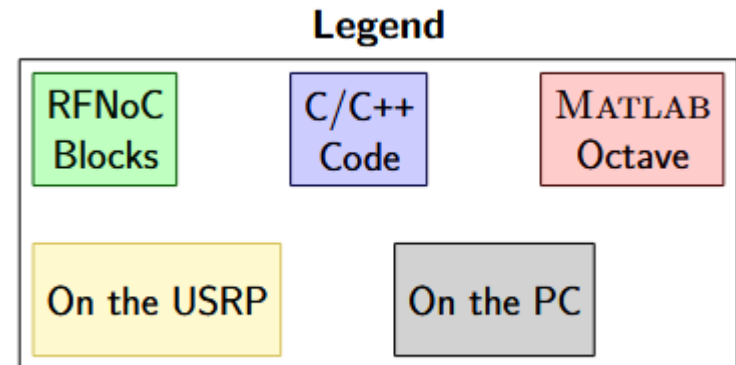 Legend
RFNoC
Blocks
C/C++
Code
MATLAB
Octave
On the USRP
On the PC